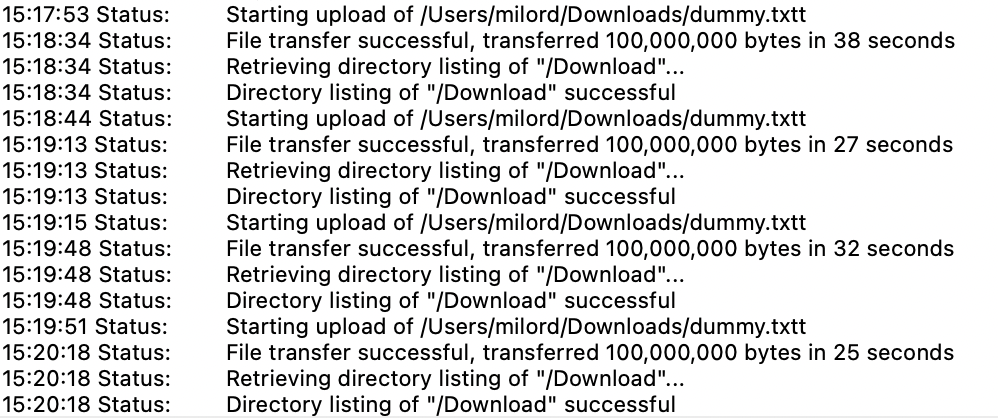 15:17:53 Status: Starting upload of /Users/milord/Downloads/dummy.txtt
15:18:34 Status: File transfer successful, transferred 100,000,000 bytes in 38 seconds
15:18:34 Status: Retrieving directory listing of "/Download"...
15:18:34 Status: Directory listing of "/Download" successful
15:18:44 Status: Starting upload of /Users/milord/Downloads/dummy.txtt
15:19:13 Status: File transfer successful, transferred 100,000,000 bytes in 27 seconds
15:19:13 Status: Retrieving directory listing of "/Download"...
15:19:13 Status: Directory listing of "/Download" successful
15:19:15 Status: Starting upload of /Users/milord/Downloads/dummy.txtt
15:19:48 Status: File transfer successful, transferred 100,000,000 bytes in 32 seconds
15:19:48 Status: Retrieving directory listing of "/Download"...
15:19:48 Status: Directory listing of "/Download" successful
15:19:51 Status: Starting upload of /Users/milord/Downloads/dummy.txtt
15:20:18 Status: File transfer successful, transferred 100,000,000 bytes in 25 seconds
15:20:18 Status: Retrieving directory listing of "/Download"...
15:20:18 Status: Directory listing of "/Download" successful